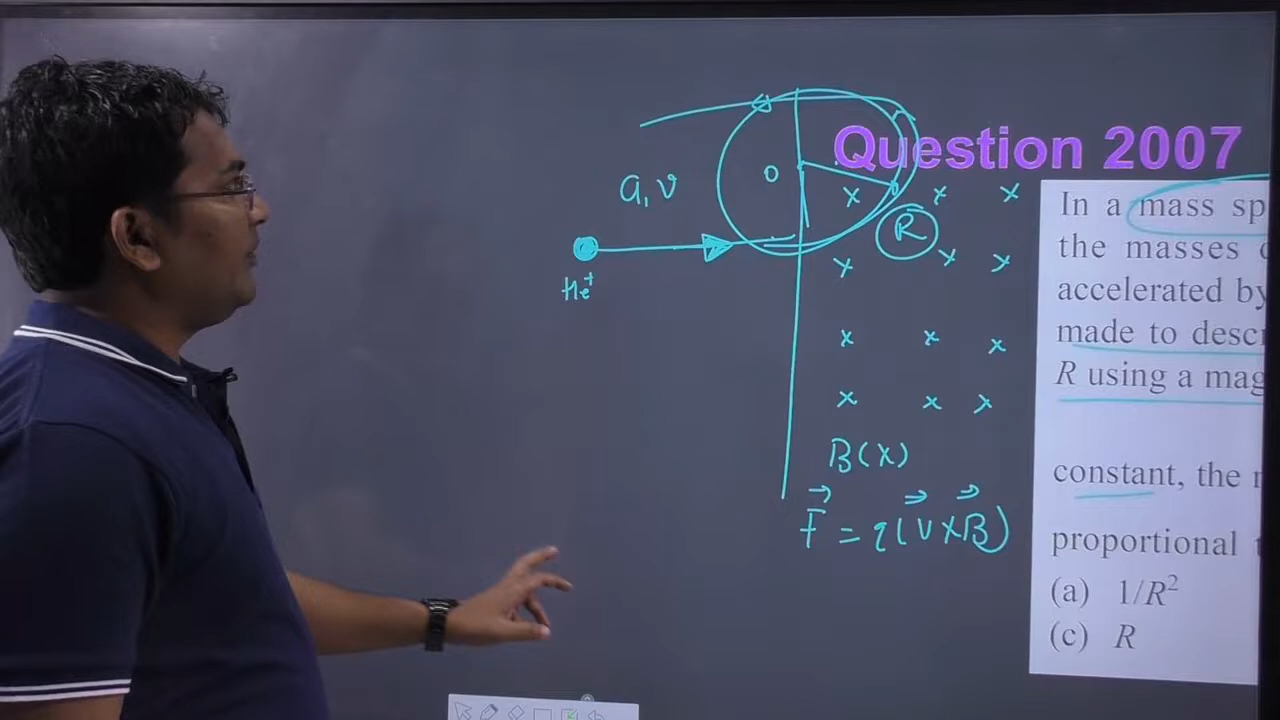 Question 2007
In a mass sp
the masses
accelerated by
made to desc
R using a mag
constant, the
proportional
(a) 1/R²
(c) R
O
q, v
He⁺
R
x x x
x x x
x x x
x x x
B(x)
F⃗ = q(v⃗ x B⃗)